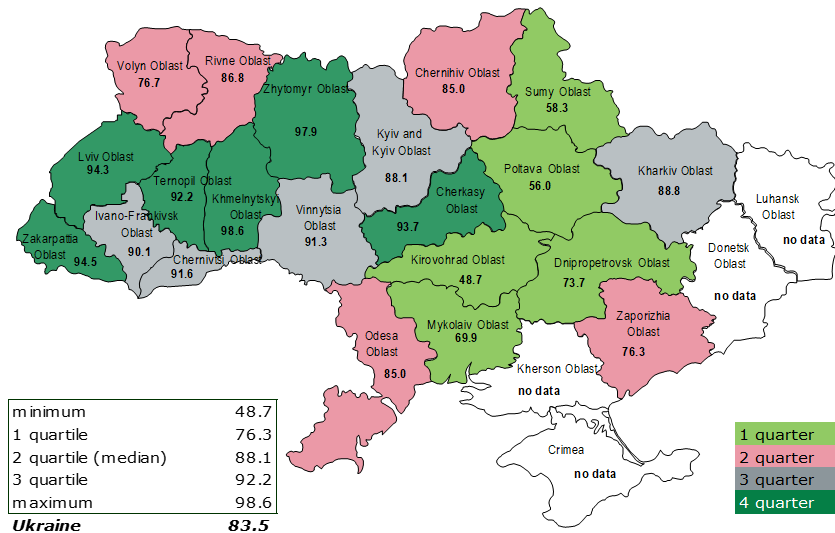 Volyn Oblast
76.7
Rivne Oblast
86.8
Zhytomyr Oblast
97.9
Kyiv and
Kyiv Oblast
88.1
Chernihiv Oblast
85.0
Sumy Oblast
58.3
Lviv Oblast
94.3
Ternopil Oblast
92.2
Khmelnytskyi
Oblast
98.6
Vinnytsia
Oblast
91.3
Cherkasy
Oblast
93.7
Poltava Oblast
56.0
Kharkiv Oblast
88.8
Luhansk
Oblast
no data
Zakarpattia
Oblast
94.5
Ivano-Frankivsk
Oblast
90.1
Chernivtsi Oblast
91.6
Kirovohrad Oblast
48.7
Dnipropetrovsk Oblast
73.7
Donetsk
Oblast
no data
Odesa
Oblast
85.0
Mykolaiv Oblast
69.9
Zaporizhia
Oblast
76.3
Kherson Oblast
no data
Crimea
no data
minimum 48.7
1 quartile 76.3
2 quartile (median) 88.1
3 quartile 92.2
maximum 98.6
Ukraine 83.5
1 quarter
2 quarter
3 quarter
4 quarter